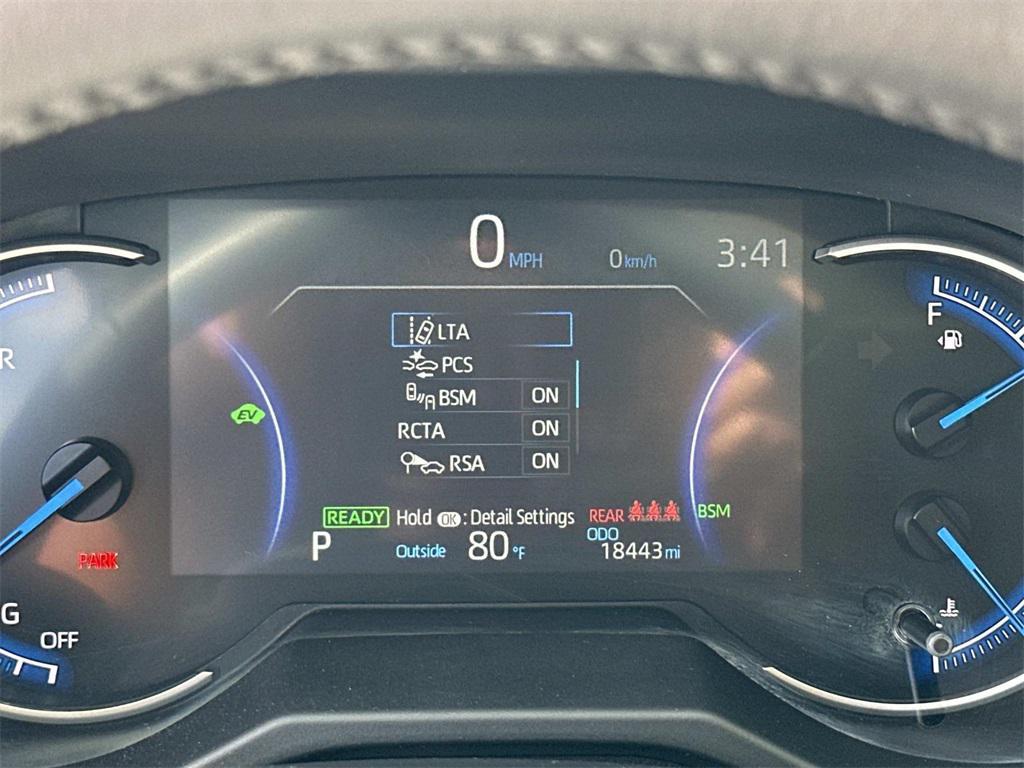 0 MPH 0 km/h 3:41
LTA
PCS
BSM ON
RCTA ON
RSA ON
EV
READY Hold OK : Detail Settings REAR BSM
P Outside 80 °F ODO 18443 mi
R
PARK
G
OFF
F